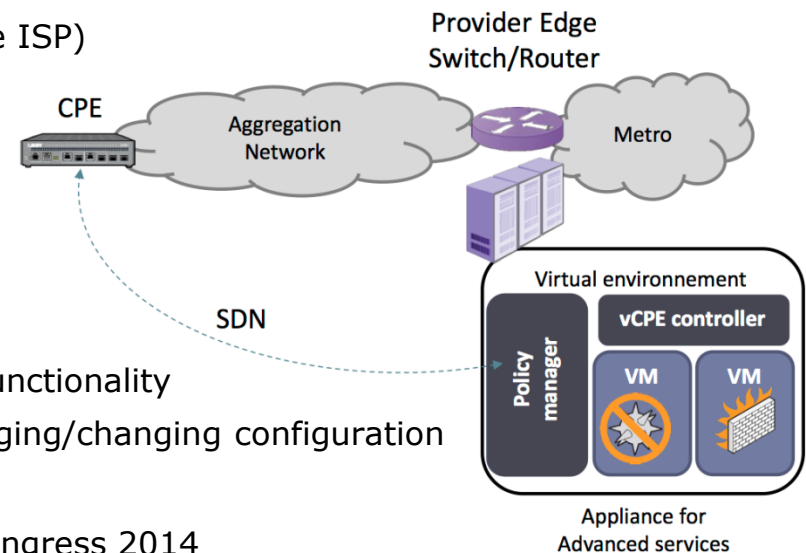 e ISP)
Provider Edge
Switch/Router
CPE
Aggregation
Network
Metro
Virtual environnement
vCPE controller
SDN
Policy
manager
VM
VM
unctionality
ging/changing configuration
ngress 2014
Appliance for
Advanced services